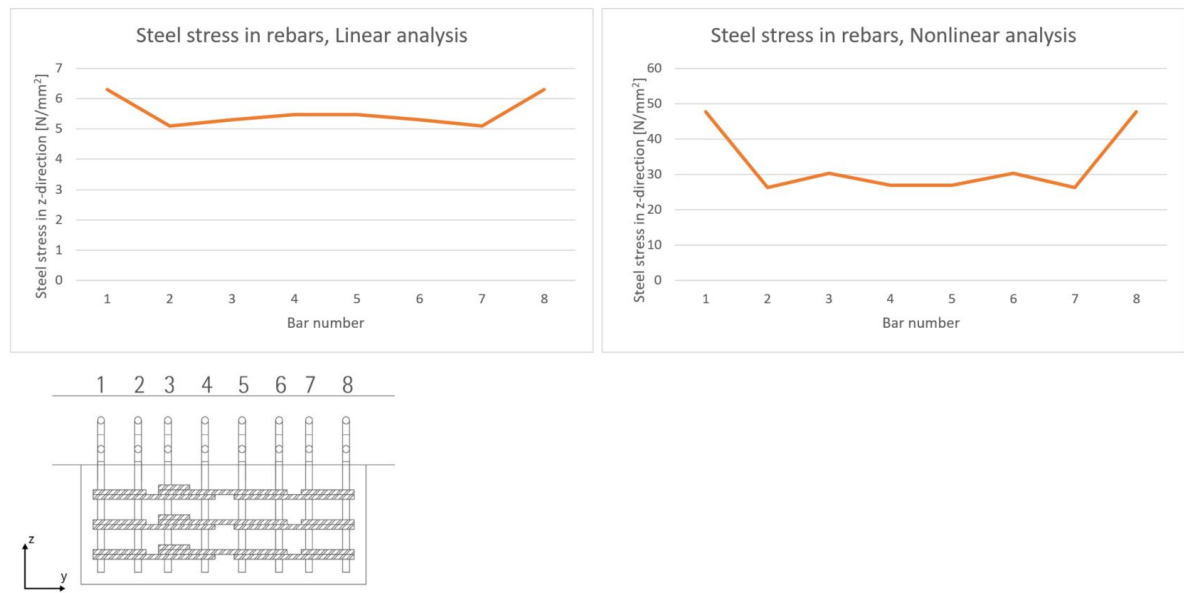 Steel stress in rebars, Linear analysis
Steel stress in z-direction [N/mm²]
7
6
5
4
3
2
1
0
1 2 3 4 5 6 7 8
Bar number
Steel stress in rebars, Nonlinear analysis
Steel stress in z-direction [N/mm²]
60
50
40
30
20
10
0
1 2 3 4 5 6 7 8
Bar number
1 2 3 4 5 6 7 8
z
y